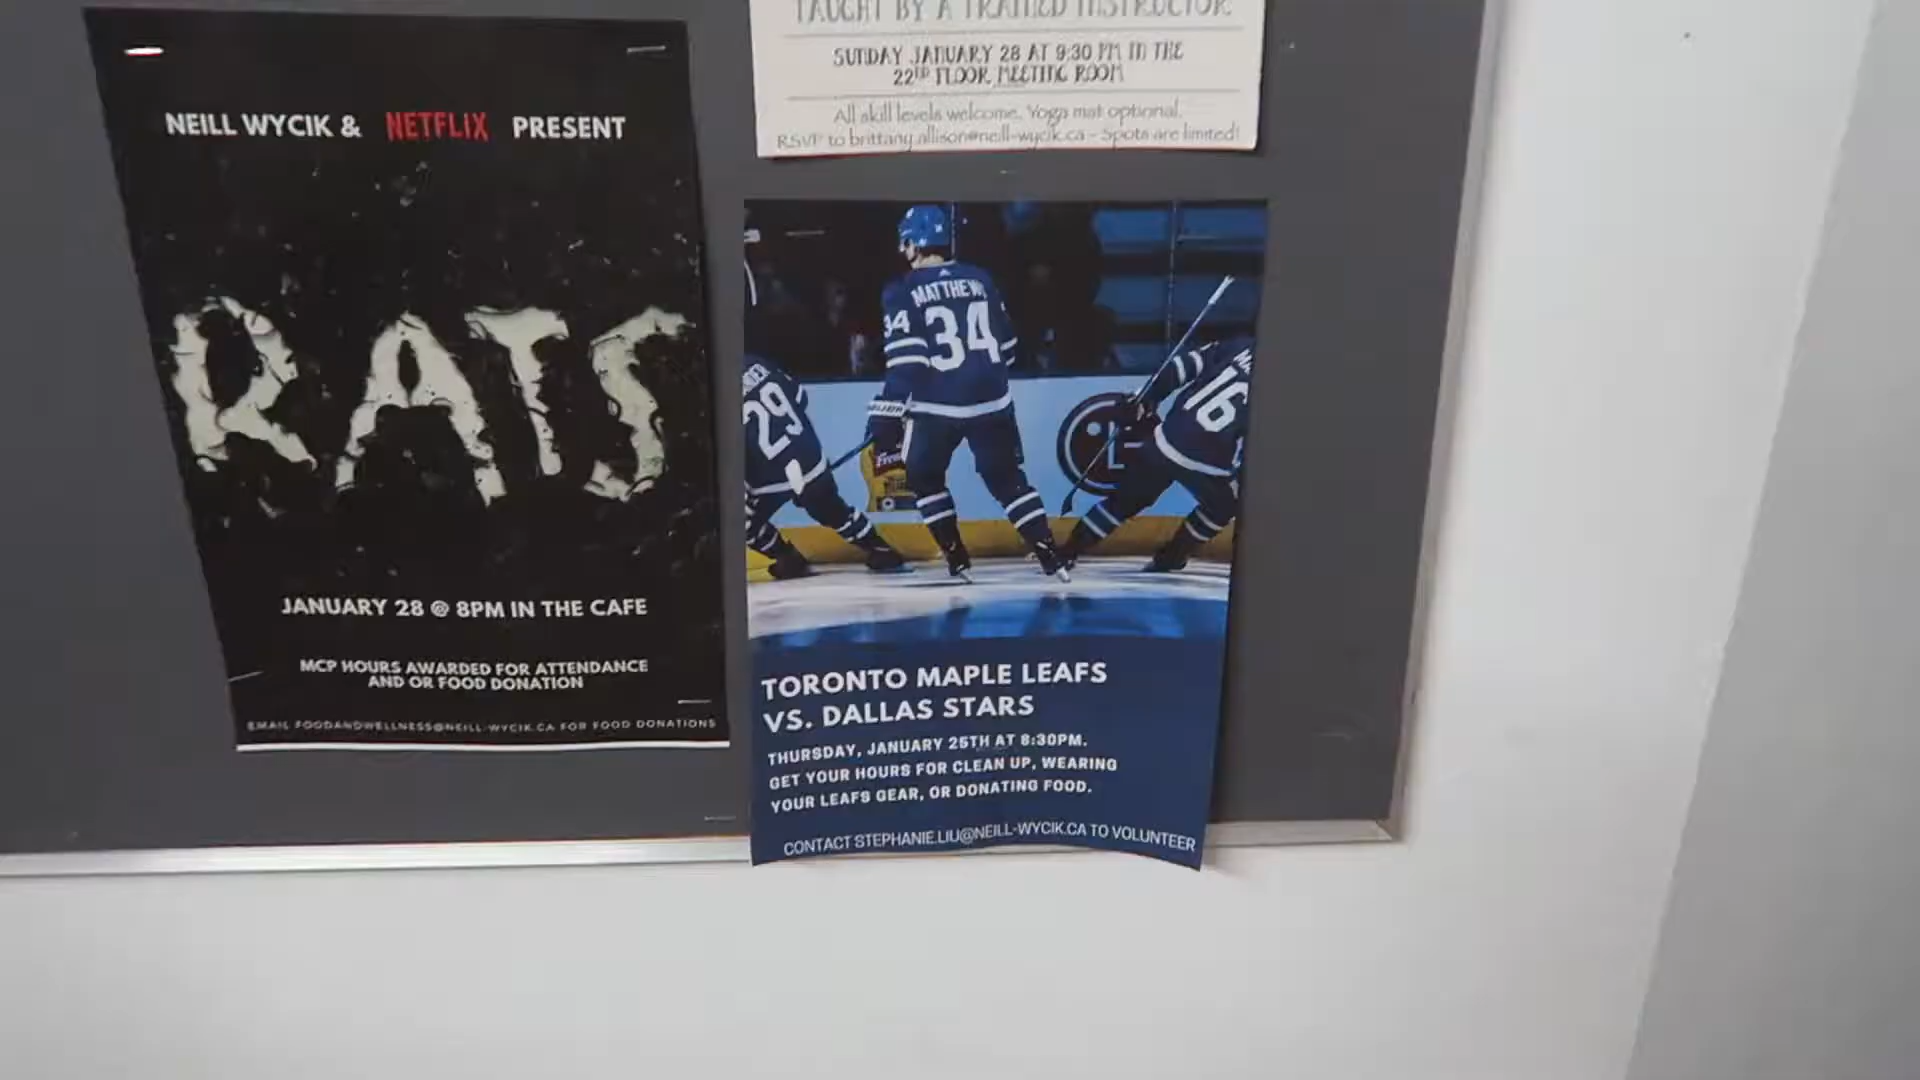 NEILL WYCIK & NETFLIX PRESENT
RATS
JANUARY 28 @ 8PM IN THE CAFE
MCP HOURS AWARDED FOR ATTENDANCE
AND OR FOOD DONATION
EMAIL FOODANDWELLNESS@NEILL-WYCIK.CA FOR FOOD DONATIONS
TAUGHT BY A TRAINED INSTRUCTOR
SUNDAY JANUARY 28 AT 9:30 PM IN THE
22ND FLOOR MEETING ROOM
All skill levels welcome. Yoga mat optional.
RSVP to brittany.allison@neill-wycik.ca - Spots are limited!
MATTHEWS
34
34
29
16
LG
TORONTO MAPLE LEAFS
VS. DALLAS STARS
THURSDAY, JANUARY 25TH AT 8:30PM.
GET YOUR HOURS FOR CLEAN UP, WEARING
YOUR LEAFS GEAR, OR DONATING FOOD.
CONTACT STEPHANIE.LIU@NEILL-WYCIK.CA TO VOLUNTEER